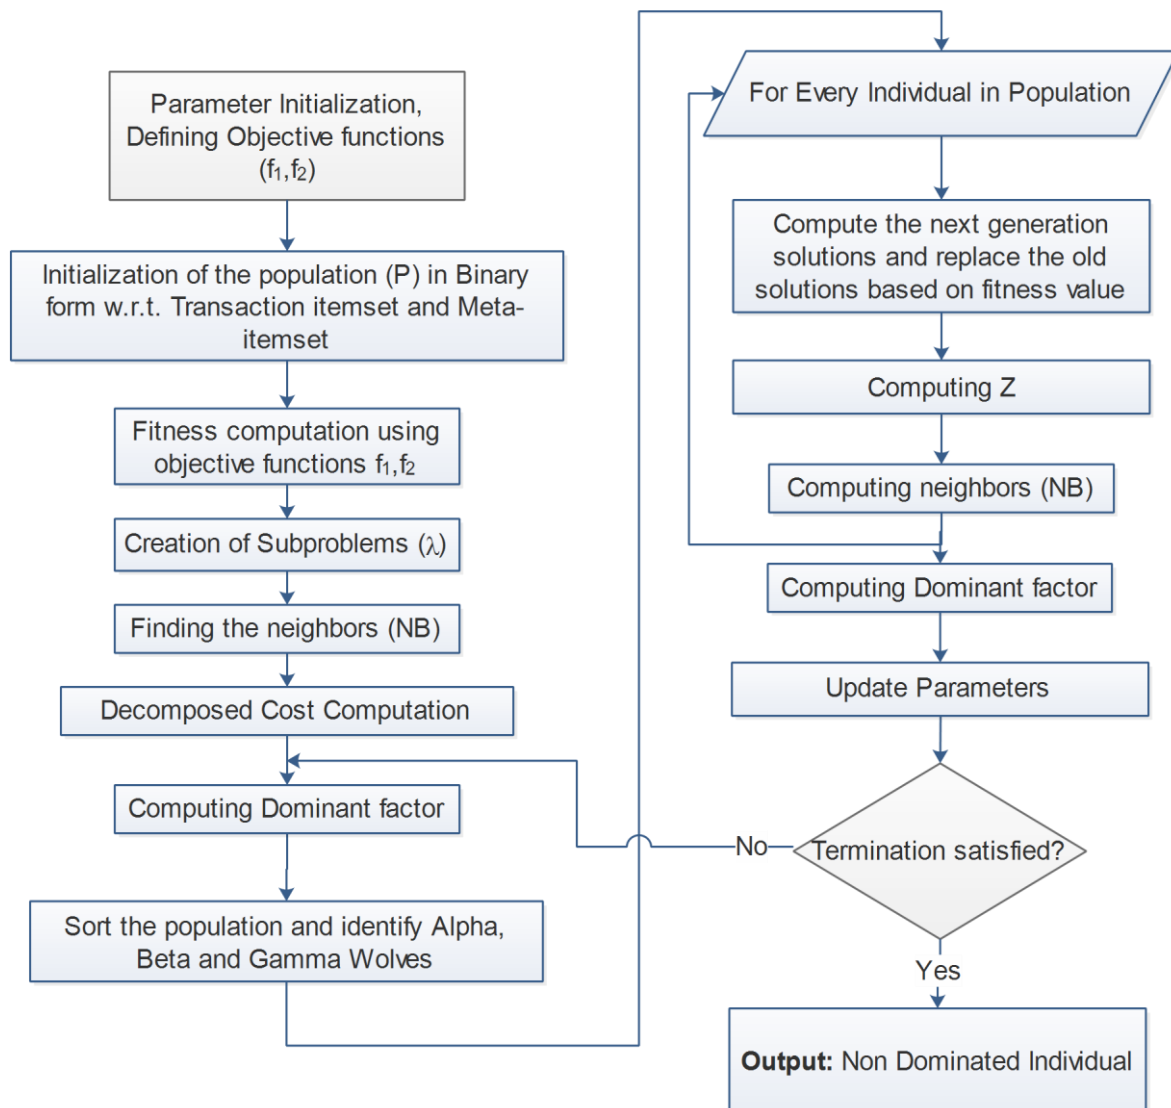 Parameter Initialization,
Defining Objective functions
(f₁,f₂)
Initialization of the population (P) in Binary
form w.r.t. Transaction itemset and Meta-
itemset
Fitness computation using
objective functions f₁,f₂
Creation of Subproblems (λ)
Finding the neighbors (NB)
Decomposed Cost Computation
Computing Dominant factor
Sort the population and identify Alpha,
Beta and Gamma Wolves
For Every Individual in Population
Compute the next generation
solutions and replace the old
solutions based on fitness value
Computing Z
Computing neighbors (NB)
Computing Dominant factor
Update Parameters
Termination satisfied?
No
Yes
Output: Non Dominated Individual